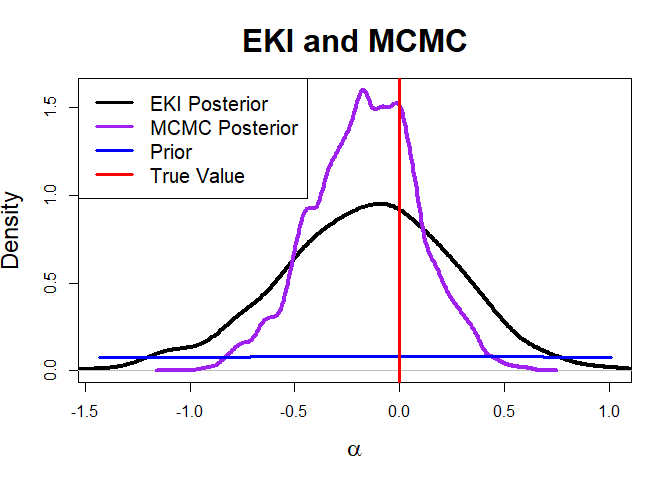 EKI and MCMC
EKI Posterior
MCMC Posterior
Prior
True Value
Density
0.0
0.5
1.0
1.5
-1.5
-1.0
-0.5
0.0
0.5
1.0
α